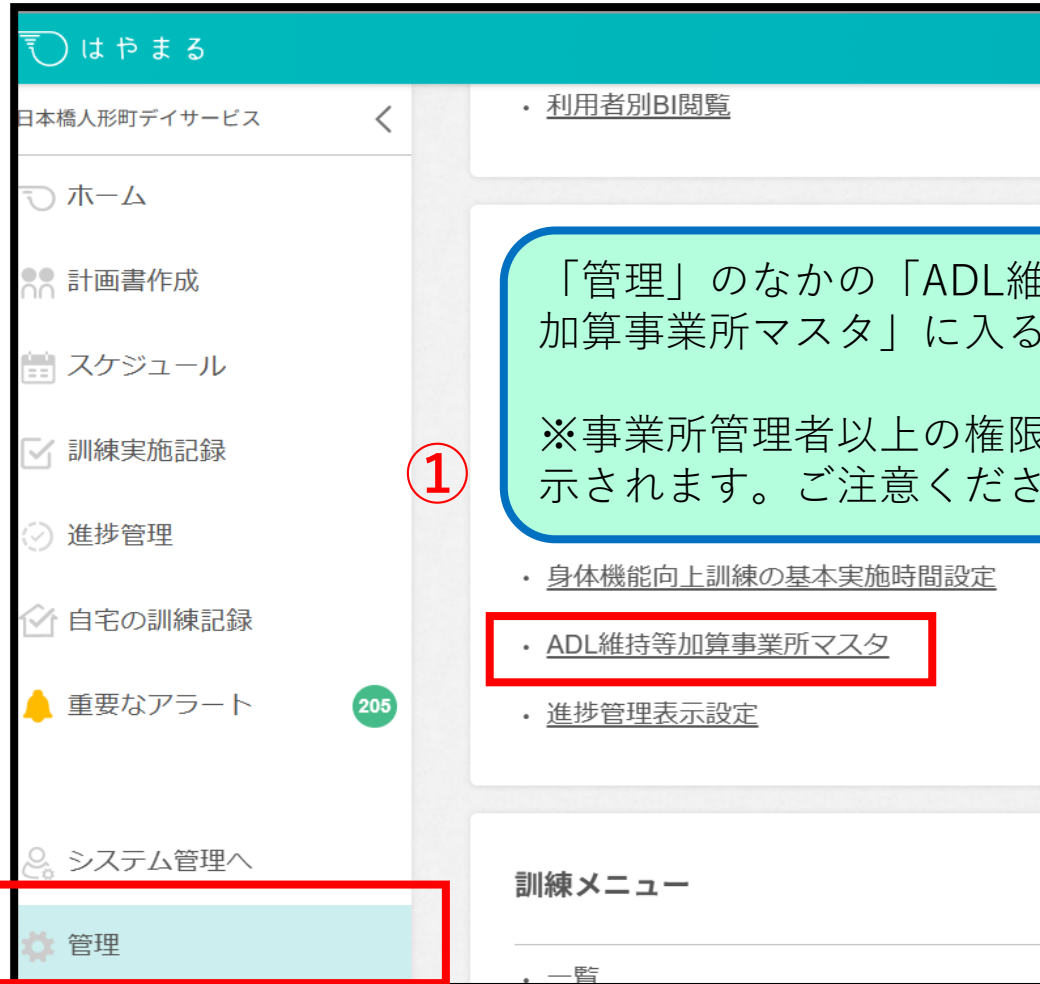 はやまる
日本橋人形町デイサービス
ホーム
計画書作成
スケジュール
訓練実施記録
進捗管理
自宅の訓練記録
重要なアラート
205
システム管理へ
管理
・利用者別BI閲覧
「管理」のなかの「ADL維
加算事業所マスタ」に入る
※事業所管理者以上の権限
示されます。ご注意くださ
①
・身体機能向上訓練の基本実施時間設定
・ADL維持等加算事業所マスタ
・進捗管理表示設定
訓練メニュー
・一覧